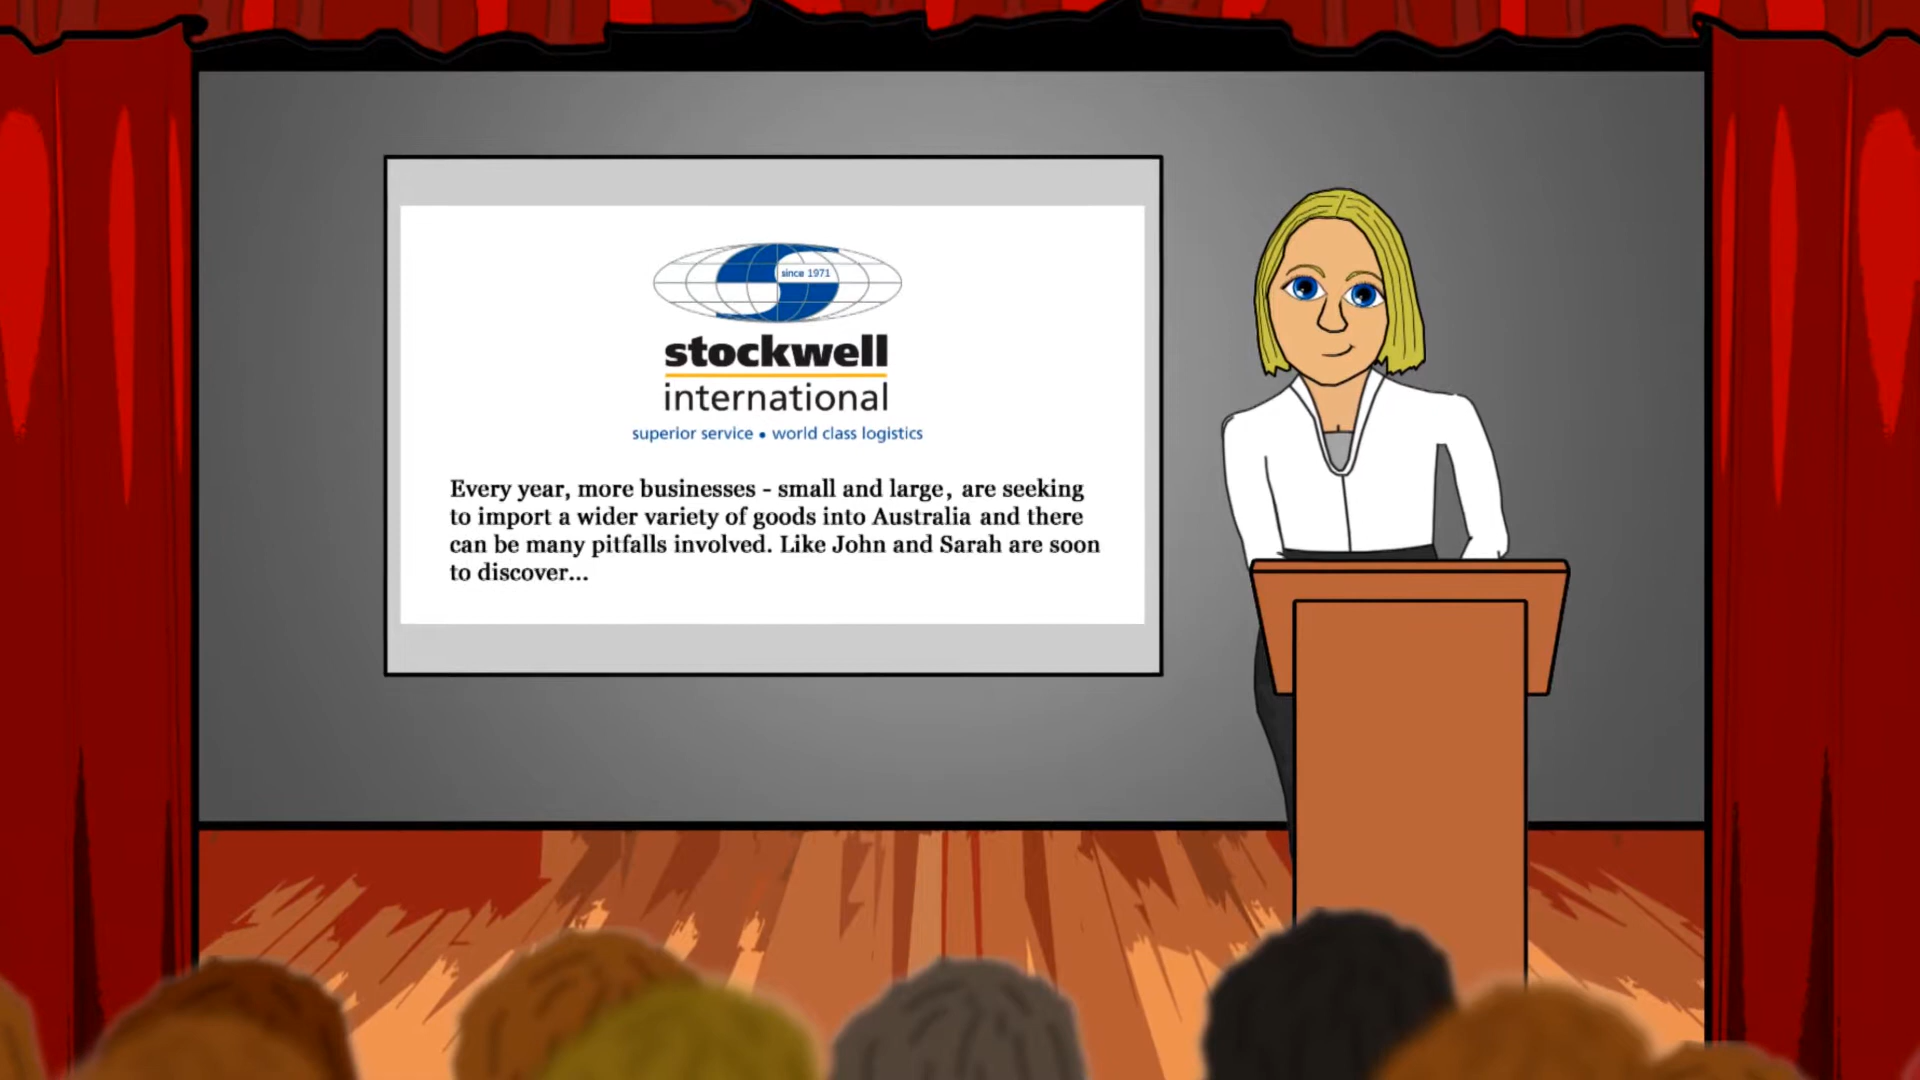 since 1971
stockwell
international
superior service • world class logistics
Every year, more businesses - small and large, are seeking
to import a wider variety of goods into Australia and there
can be many pitfalls involved. Like John and Sarah are soon
to discover...